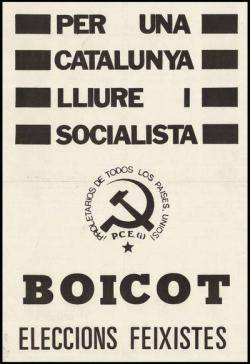 PER UNA
CATALUNYA
LLIURE I
SOCIALISTA
¡PROLETARIOS DE TODOS LOS PAISES, UNIOS!
P.C.E. (i)
BOICOT
ELECCIONS FEIXISTES